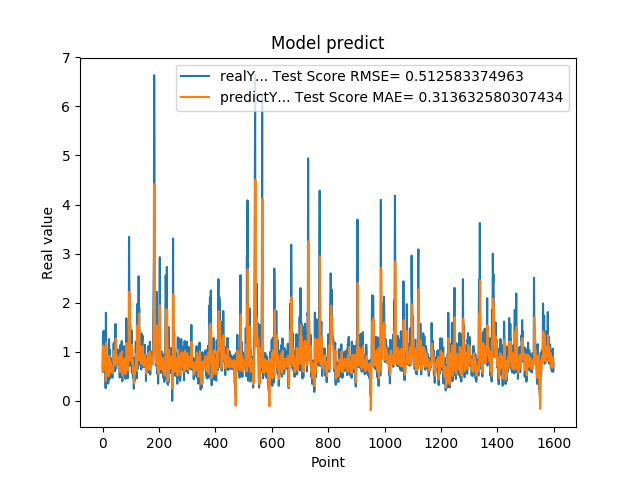 Model predict
realY... Test Score RMSE= 0.512583374963
predictY... Test Score MAE= 0.313632580307434
7
6
5
4
3
2
1
0
Real value
0 200 400 600 800 1000 1200 1400 1600
Point